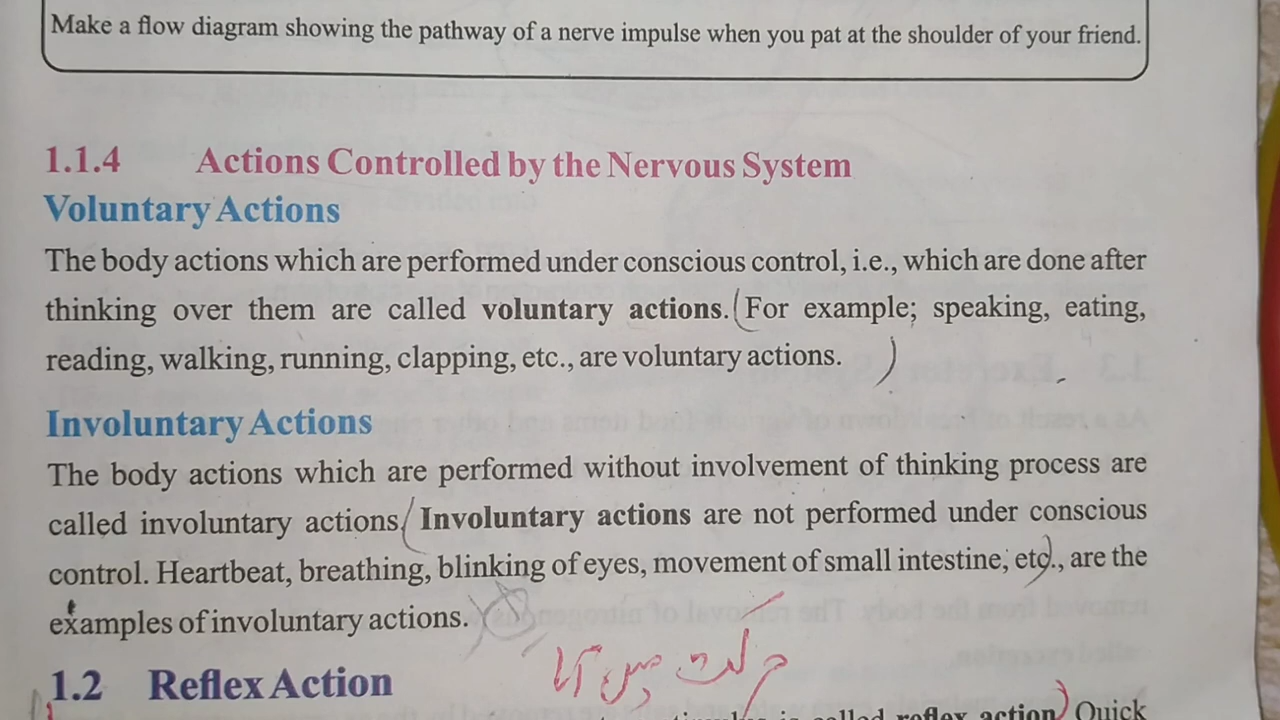 Make a flow diagram showing the pathway of a nerve impulse when you pat at the shoulder of your friend.
1.1.4 Actions Controlled by the Nervous System
Voluntary Actions
The body actions which are performed under conscious control, i.e., which are done after
thinking over them are called voluntary actions. (For example; speaking, eating,
reading, walking, running, clapping, etc., are voluntary actions. )
Involuntary Actions
The body actions which are performed without involvement of thinking process are
called involuntary actions. (Involuntary actions are not performed under conscious
control. Heartbeat, breathing, blinking of eyes, movement of small intestine, etc)., are the
examples of involuntary actions.
1.2 Reflex Action
is called reflex action) Quick